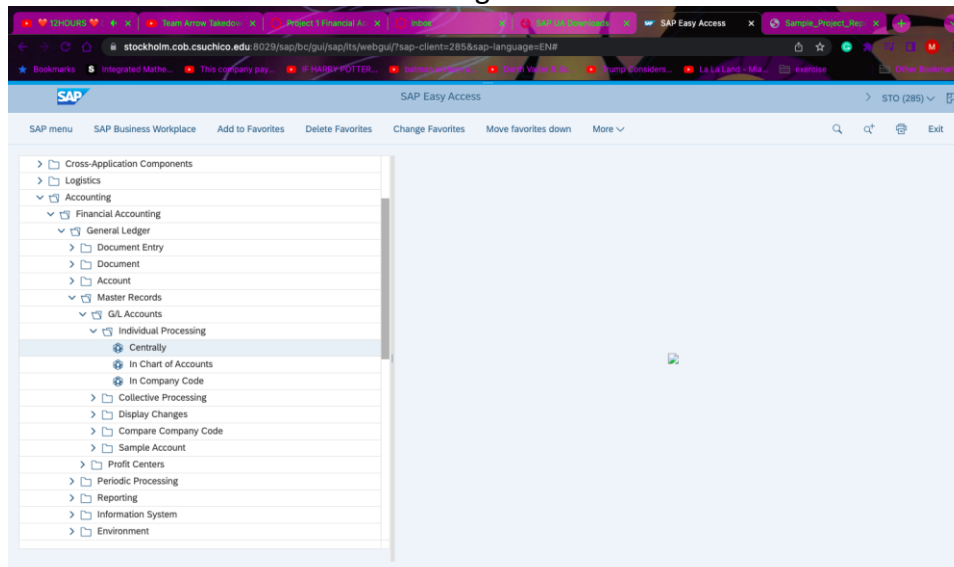 12HOURS
Team Arrow Takedow
Project 1 Financial Ac
Inbox
SAP UA Downloads
SAP Easy Access
Sample_Project_Rep
stockholm.cob.csuchico.edu:8029/sap/bc/gui/sap/its/webgui/?sap-client=285&sap-language=EN#
Bookmarks
Integrated Mathe...
This company pay...
IF HARRY POTTER...
Trump Considers...
La La Land - Mia...
exercise
Other Bookmar
SAP
SAP Easy Access
STO (285)
SAP menu
SAP Business Workplace
Add to Favorites
Delete Favorites
Change Favorites
Move favorites down
More
Exit
Cross-Application Components
Logistics
Accounting
Financial Accounting
General Ledger
Document Entry
Document
Account
Master Records
G/L Accounts
Individual Processing
Centrally
In Chart of Accounts
In Company Code
Collective Processing
Display Changes
Compare Company Code
Sample Account
Profit Centers
Periodic Processing
Reporting
Information System
Environment